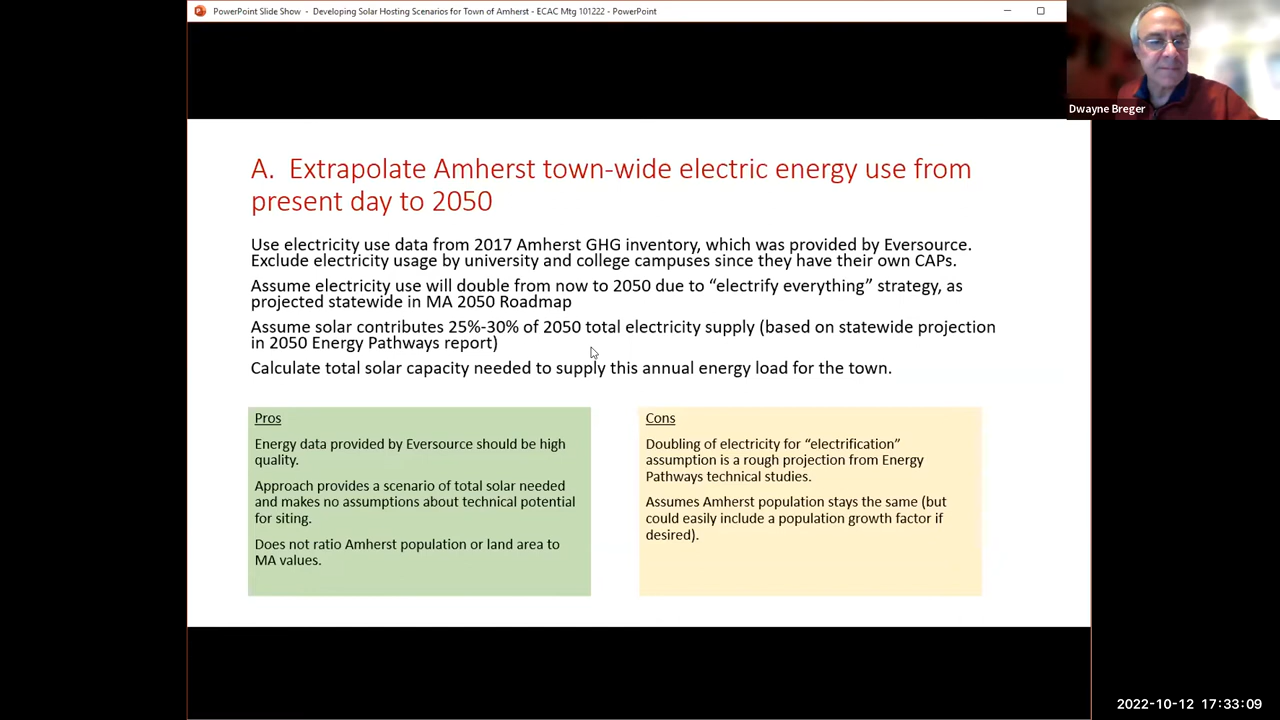 PowerPoint Slide Show - Developing Solar Hosting Scenarios for Town of Amherst - ECAC Mtg 101222 - PowerPoint
Dwayne Breger
A. Extrapolate Amherst town-wide electric energy use from
present day to 2050
Use electricity use data from 2017 Amherst GHG inventory, which was provided by Eversource.
Exclude electricity usage by university and college campuses since they have their own CAPs.
Assume electricity use will double from now to 2050 due to “electrify everything” strategy, as
projected statewide in MA 2050 Roadmap
Assume solar contributes 25%-30% of 2050 total electricity supply (based on statewide projection
in 2050 Energy Pathways report)
Calculate total solar capacity needed to supply this annual energy load for the town.
Pros
Energy data provided by Eversource should be high
quality.
Approach provides a scenario of total solar needed
and makes no assumptions about technical potential
for siting.
Does not ratio Amherst population or land area to
MA values.
Cons
Doubling of electricity for “electrification”
assumption is a rough projection from Energy
Pathways technical studies.
Assumes Amherst population stays the same (but
could easily include a population growth factor if
desired).
2022-10-12 17:33:09